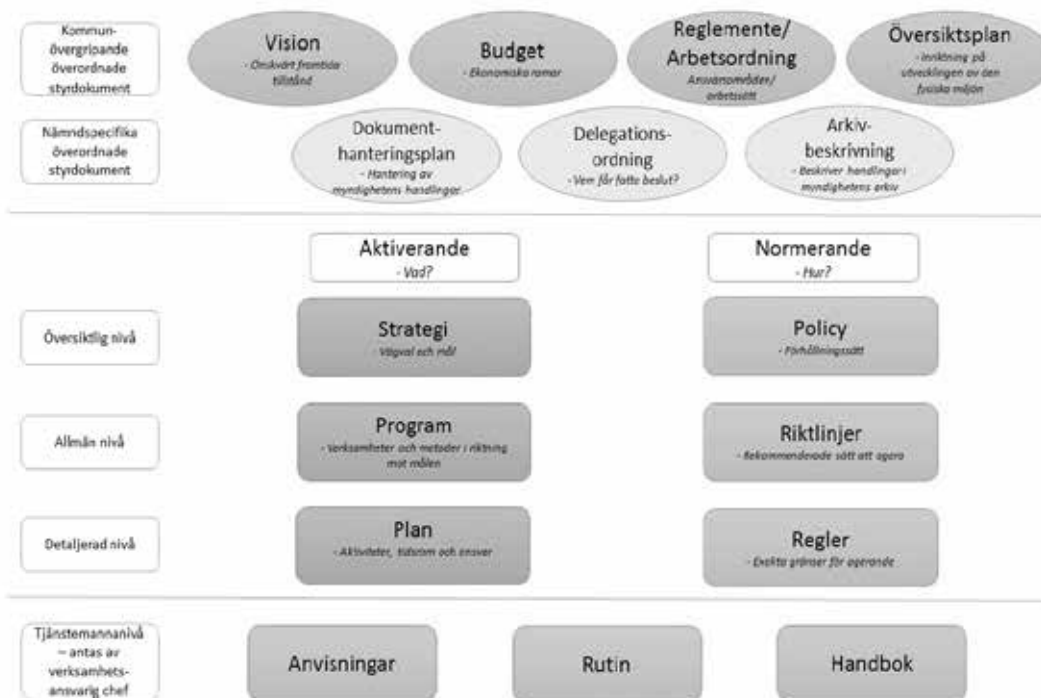 Kommun-
övergripande
överordnade
styrdokument
Vision
- Önskvärt framtida
tillstånd
Budget
- Ekonomiska ramar
Reglemente/
Arbetsordning
Ansvarsområden/
arbetssätt
Översiktsplan
- Inriktning på
utvecklingen av den
fysiska miljön
Nämndspecifika
överordnade
styrdokument
Dokument-
hanteringsplan
- Hantering av
myndighetens handlingar
Delegations-
ordning
- Vem får fatta beslut?
Arkiv-
beskrivning
- Beskriver handlingar i
myndighetens arkiv
Aktiverande
- Vad?
Normerande
- Hur?
Översiktlig nivå
Strategi
- Vägval och mål
Policy
- Förhållningssätt
Allmän nivå
Program
- Verksamheter och metoder i riktning
mot målen
Riktlinjer
- Rekommenderade sätt att agera
Detaljerad nivå
Plan
- Aktiviteter, tidsram och ansvar
Regler
- Exakta gränser för agerande
Tjänstemannanivå
– antas av
verksamhets-
ansvarig chef
Anvisningar
Rutin
Handbok